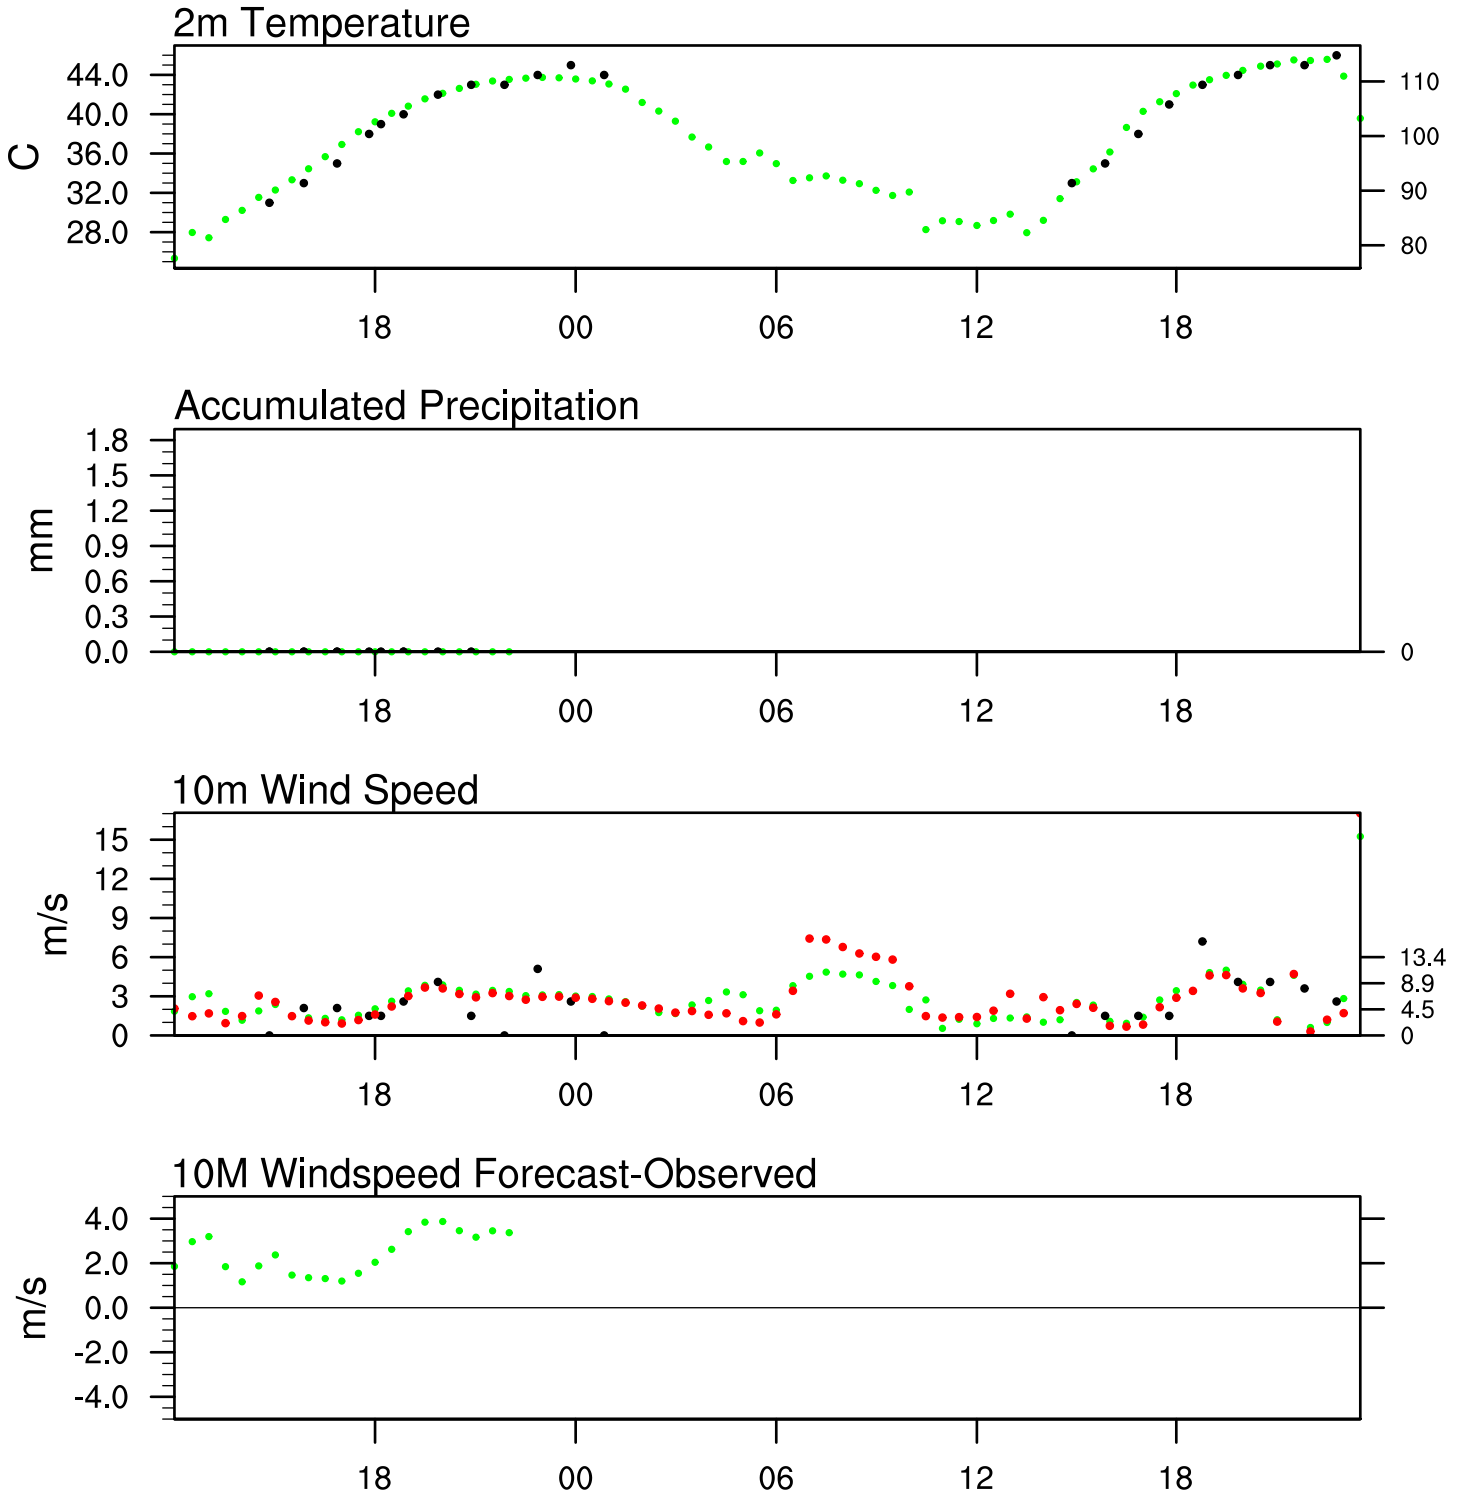 2m Temperature
44.0
40.0
36.0
32.0
28.0
C
110
100
90
80
18 00 06 12 18
Accumulated Precipitation
1.8
1.5
1.2
0.9
0.6
0.3
0.0
mm
0
18 00 06 12 18
10m Wind Speed
15
12
9
6
3
0
m/s
13.4
8.9
4.5
0
18 00 06 12 18
10M Windspeed Forecast-Observed
4.0
2.0
0.0
-2.0
-4.0
m/s
18 00 06 12 18